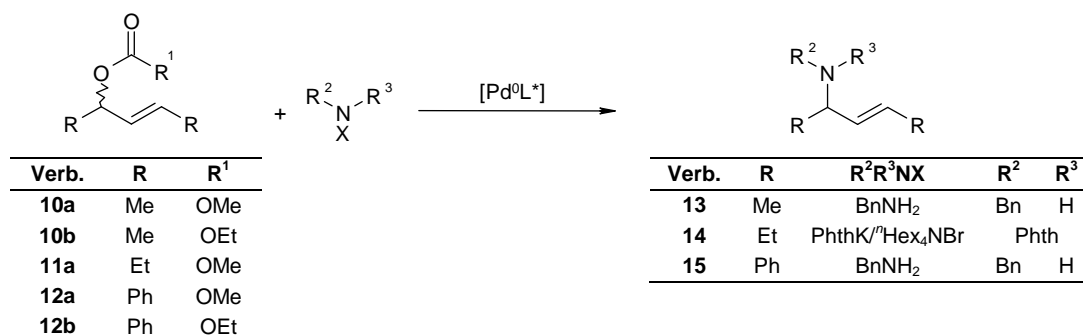 O
R¹
O
R R
+
R² R³
N
X
[Pd⁰L*]
R² R³
N
R R
Verb. R R¹
10a Me OMe
10b Me OEt
11a Et OMe
12a Ph OMe
12b Ph OEt
Verb. R R²R³NX R² R³
13 Me BnNH₂ Bn H
14 Et PhthK/ⁿHex₄NBr Phth
15 Ph BnNH₂ Bn H